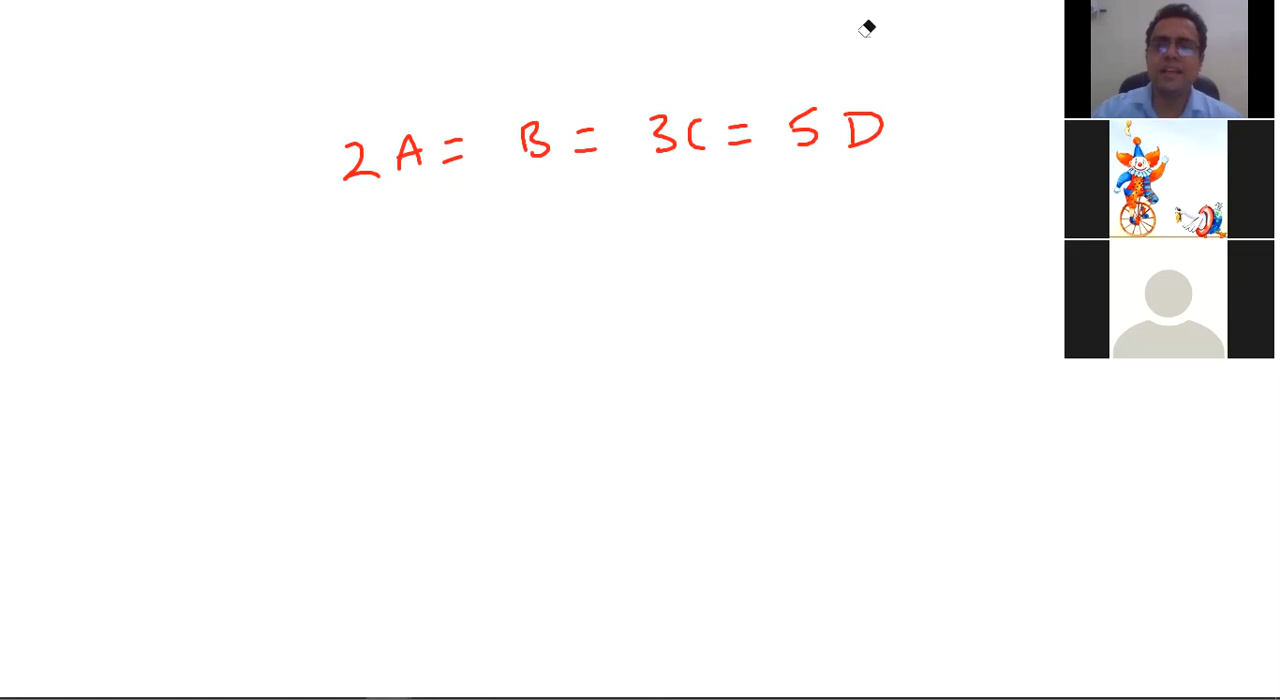 2A = B = 3C = 5D